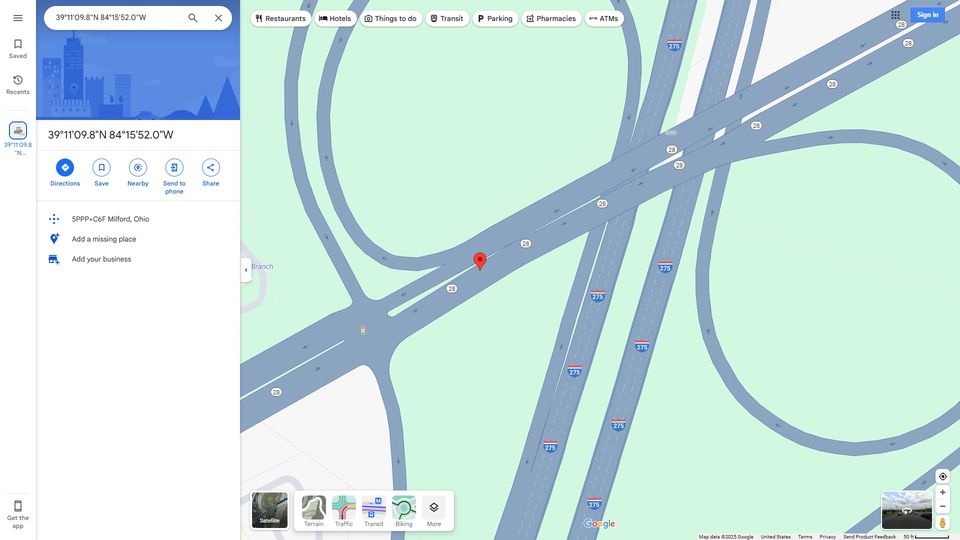 39°11'09.8"N 84°15'52.0"W
Restaurants
Hotels
Things to do
Transit
Parking
Pharmacies
ATMs
Sign in
Saved
Recents
39°11'09.8
"N...
39°11'09.8"N 84°15'52.0"W
Directions
Save
Nearby
Send to
phone
Share
5PPP+C6F Milford, Ohio
Add a missing place
Add your business
Get the
app
Branch
275
28
28
28
28
28
28
28
28
28
28
275
275
275
275
275
275
275
Satellite
Terrain
Traffic
Transit
Biking
More
Google
Map data ©2025 Google
United States
Terms
Privacy
Send Product Feedback
50 ft